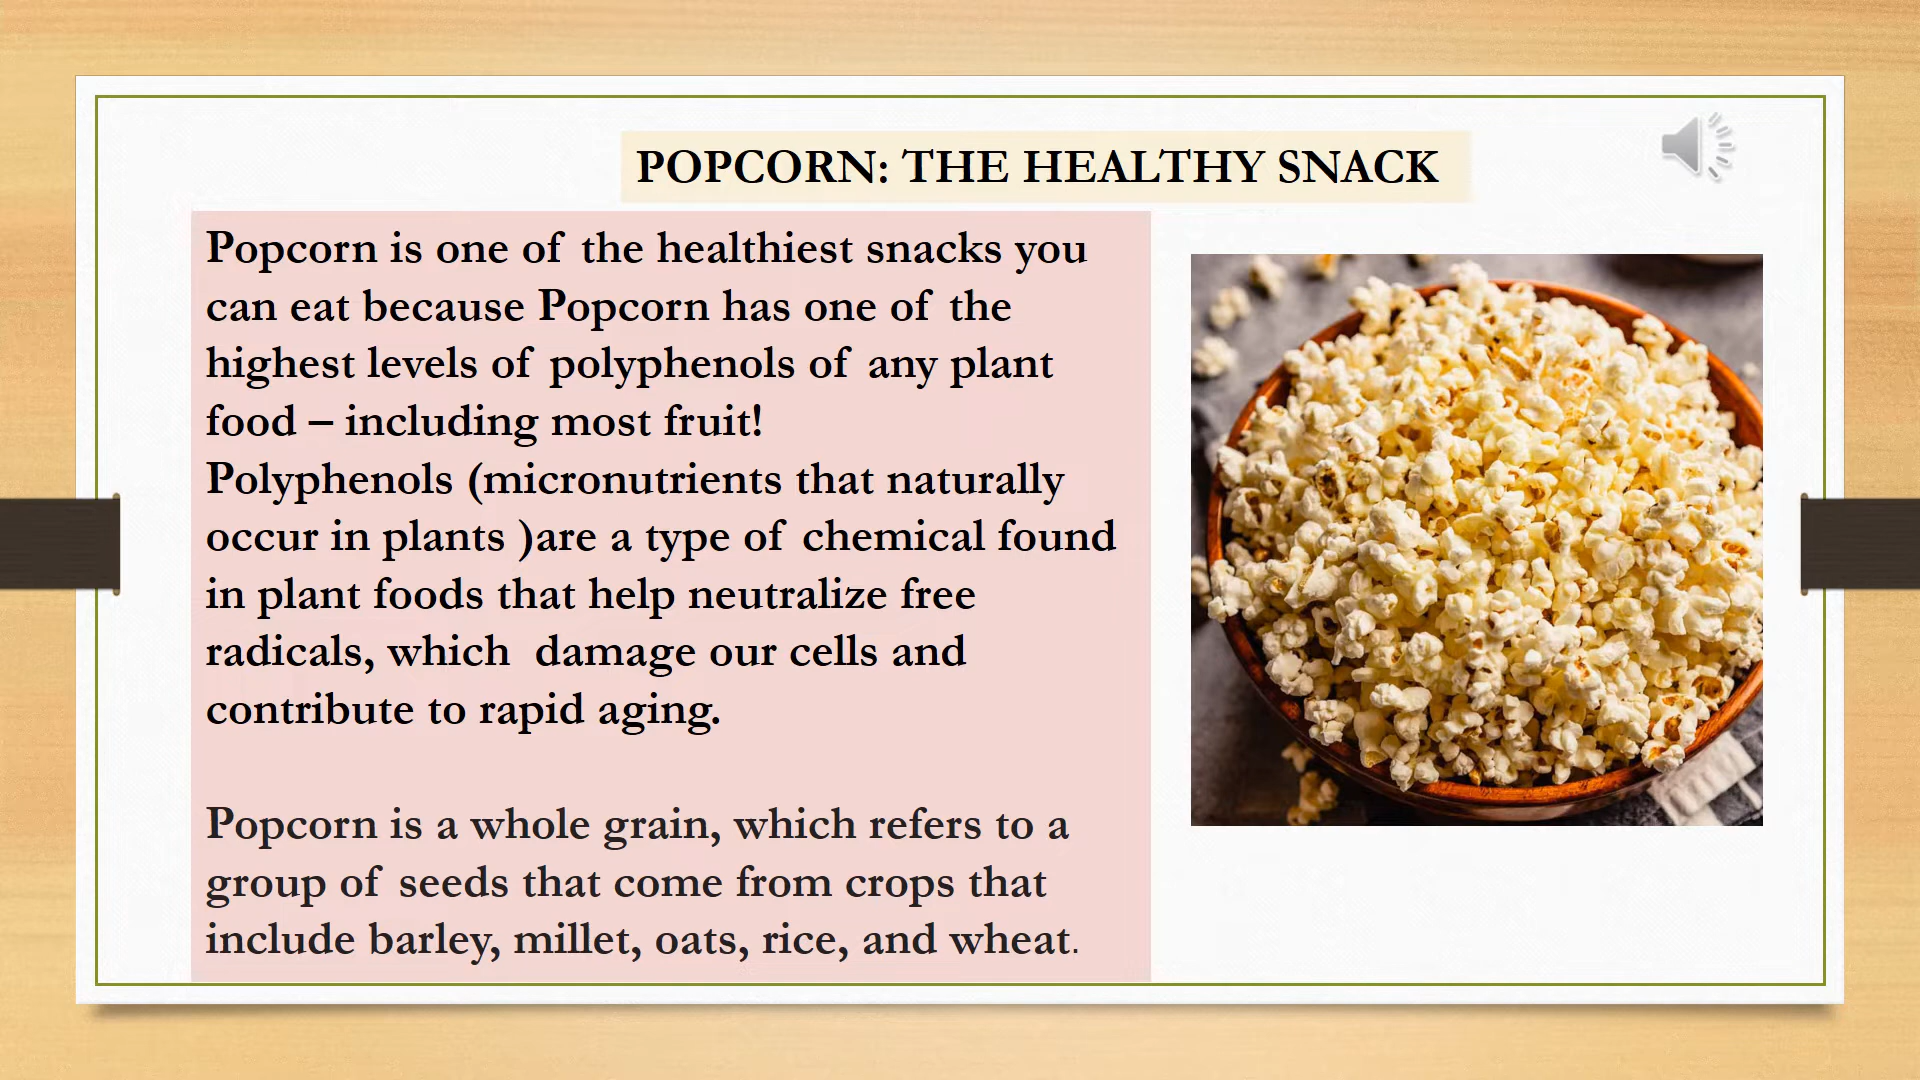 POPCORN: THE HEALTHY SNACK
Popcorn is one of the healthiest snacks you
can eat because Popcorn has one of the
highest levels of polyphenols of any plant
food – including most fruit!
Polyphenols (micronutrients that naturally
occur in plants )are a type of chemical found
in plant foods that help neutralize free
radicals, which damage our cells and
contribute to rapid aging.
Popcorn is a whole grain, which refers to a
group of seeds that come from crops that
include barley, millet, oats, rice, and wheat.